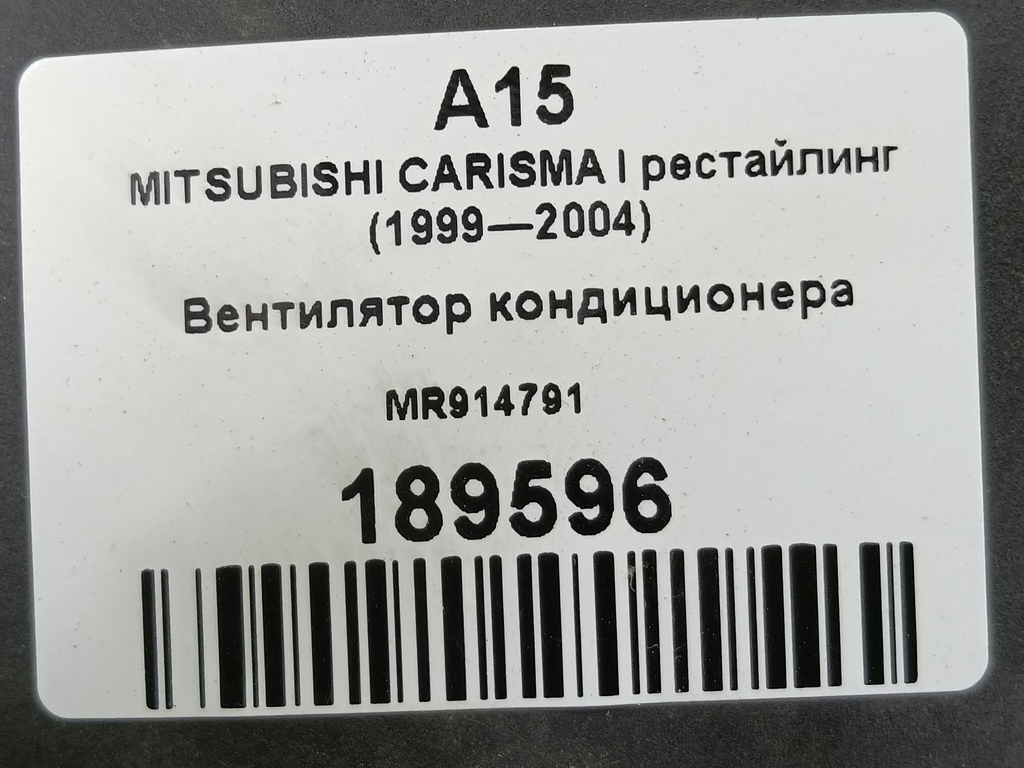 A15
MITSUBISHI CARISMA I рестайлинг
(1999—2004)
Вентилятор кондиционера
MR914791
189596